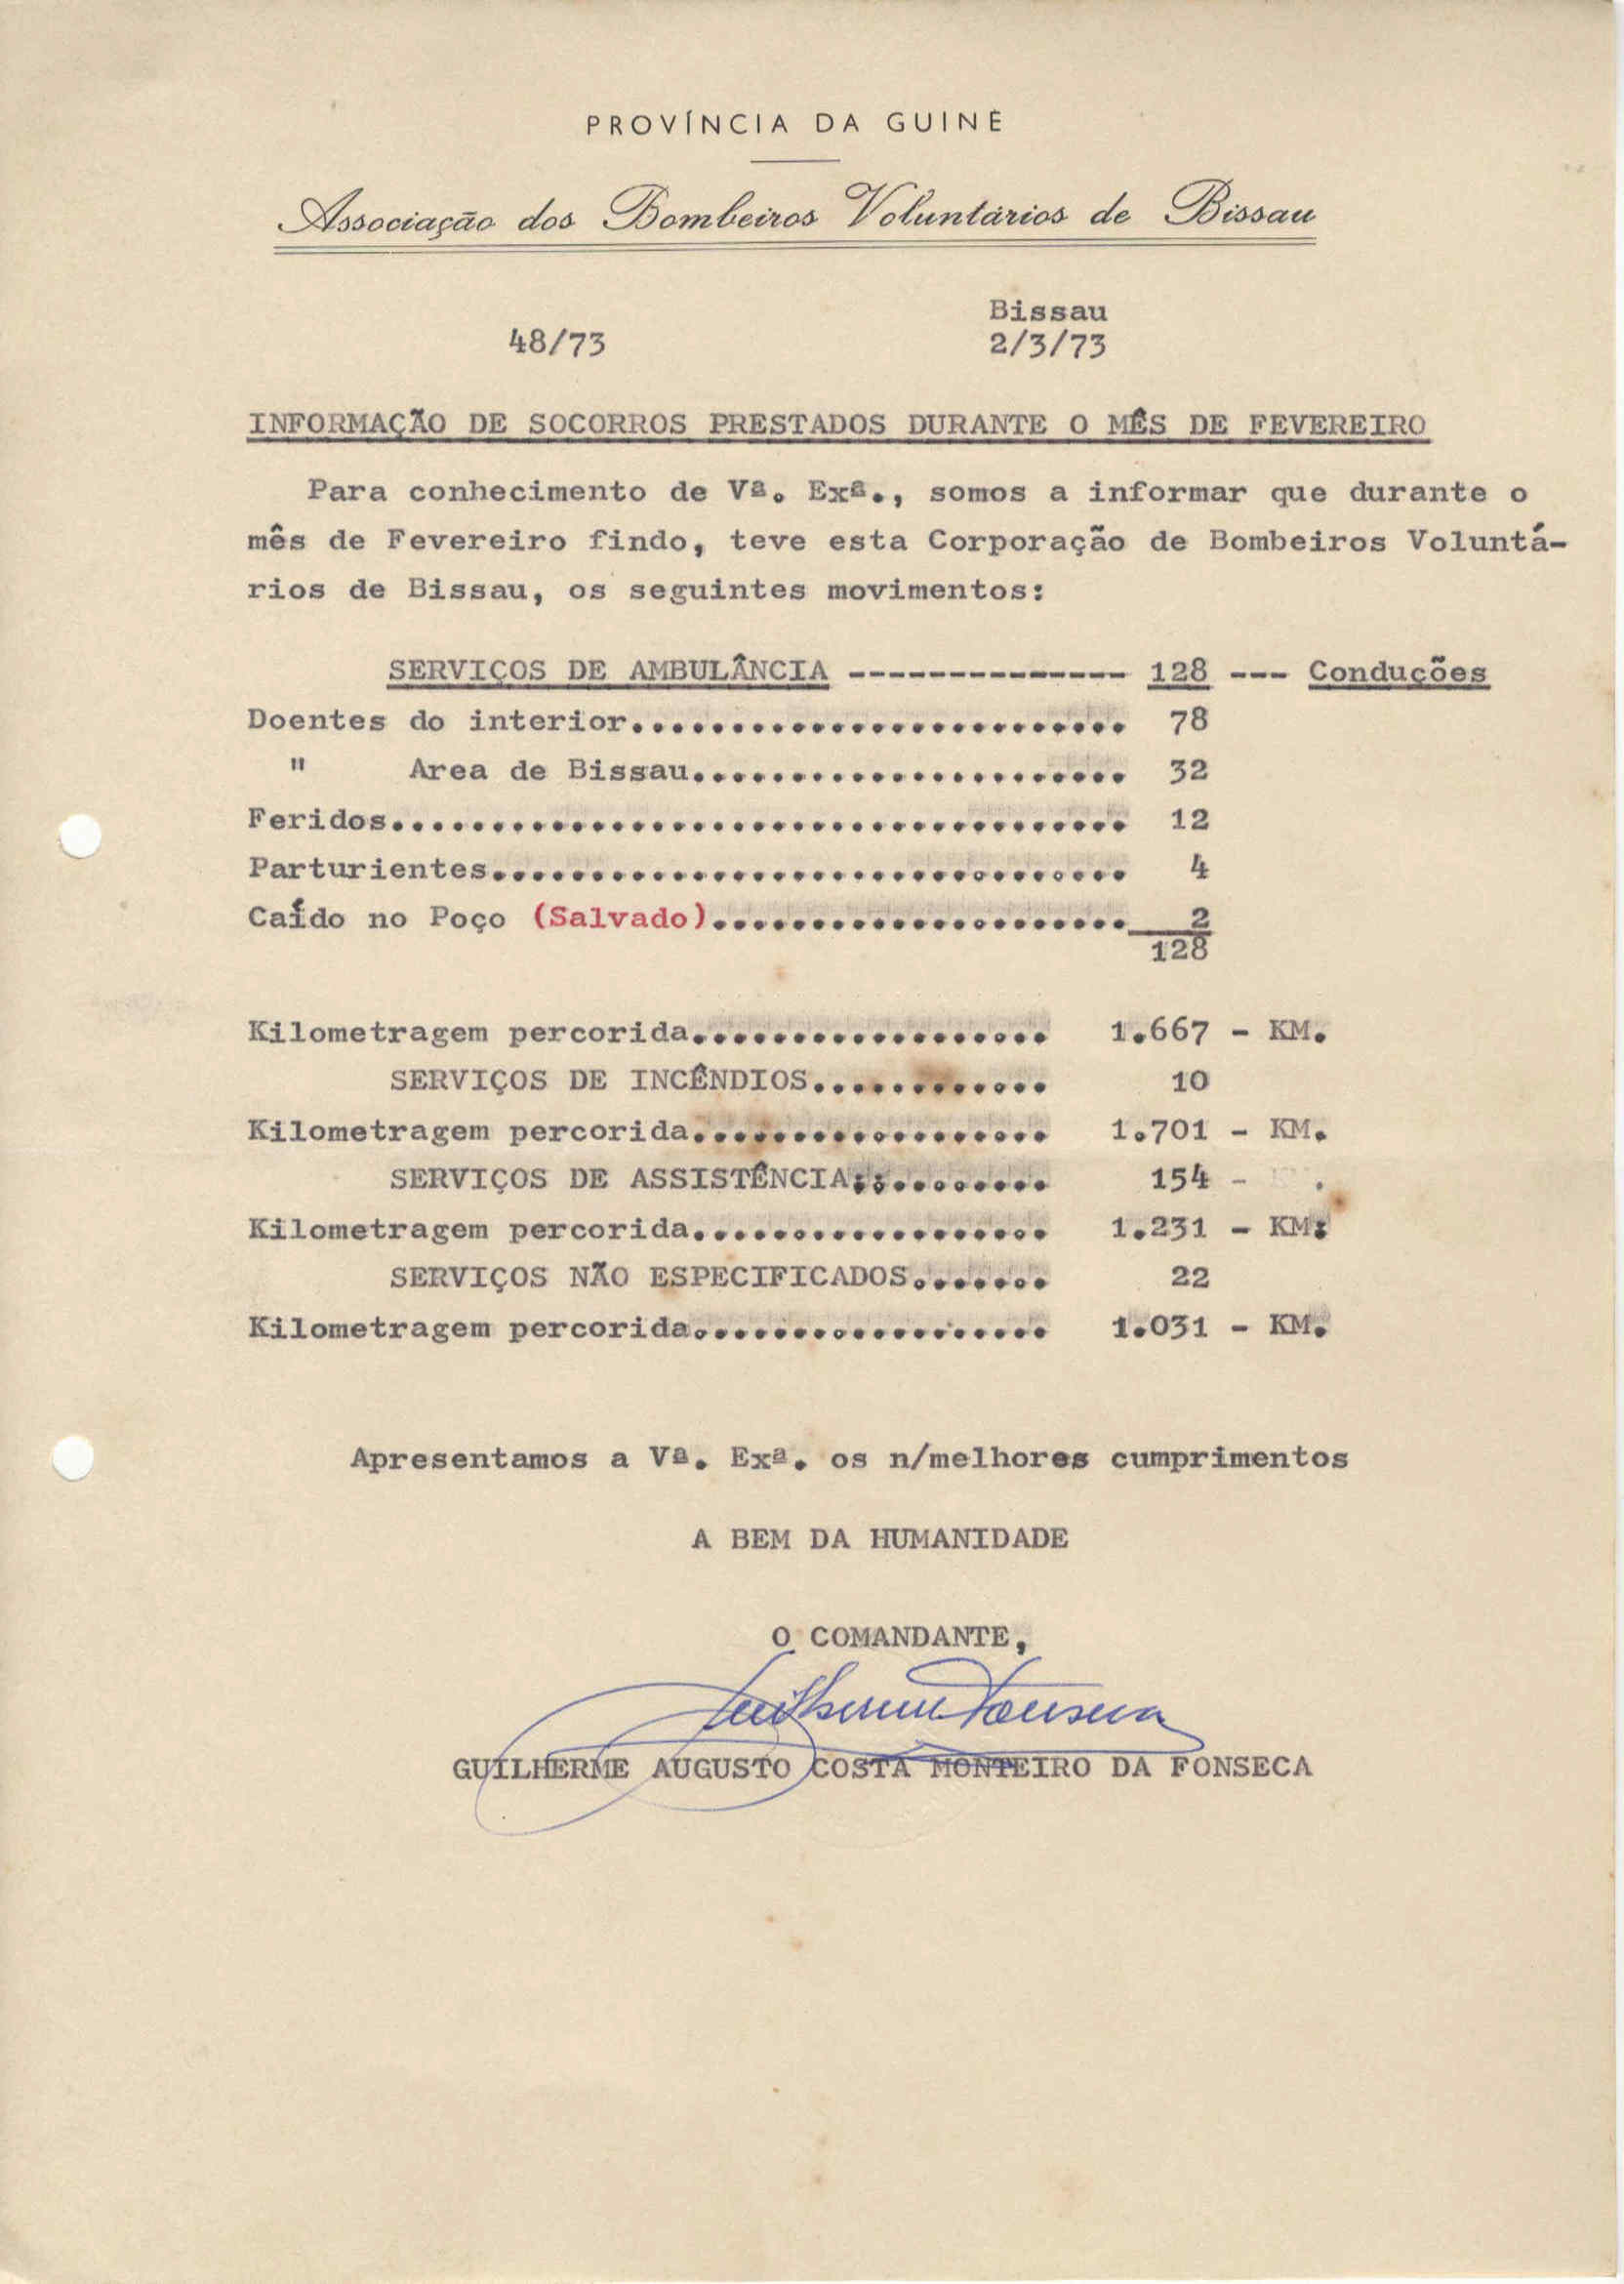 PROVÍNCIA DA GUINÉ
Associação dos Bombeiros Voluntários de Bissau
Bissau
48/73 2/3/73
INFORMAÇÃO DE SOCORROS PRESTADOS DURANTE O MÊS DE FEVEREIRO
Para conhecimento de Vª. Exª., somos a informar que durante o
mês de Fevereiro findo, teve esta Corporação de Bombeiros Voluntá-
rios de Bissau, os seguintes movimentos:
SERVIÇOS DE AMBULÂNCIA -------------- 128 --- Conduções
Doentes do interior......................... 78
" Area de Bissau...................... 32
Feridos..................................... 12
Parturientes................................ 4
Caído no Poço (Salvado)..................... 2
128
Kilometragem percorida.................. 1.667 - KM.
SERVIÇOS DE INCÊNDIOS............ 10
Kilometragem percorida.................. 1.701 - KM.
SERVIÇOS DE ASSISTÊNCIA;;........ 154 - .
Kilometragem percorida.................. 1.231 - KM:
SERVIÇOS NÃO ESPECIFICADOS....... 22
Kilometragem percorida.................. 1.031 - KM.
Apresentamos a Vª. Exª. os n/melhores cumprimentos
A BEM DA HUMANIDADE
O COMANDANTE,
Guilherme Fonseca
GUILHERME AUGUSTO COSTA MONTEIRO DA FONSECA